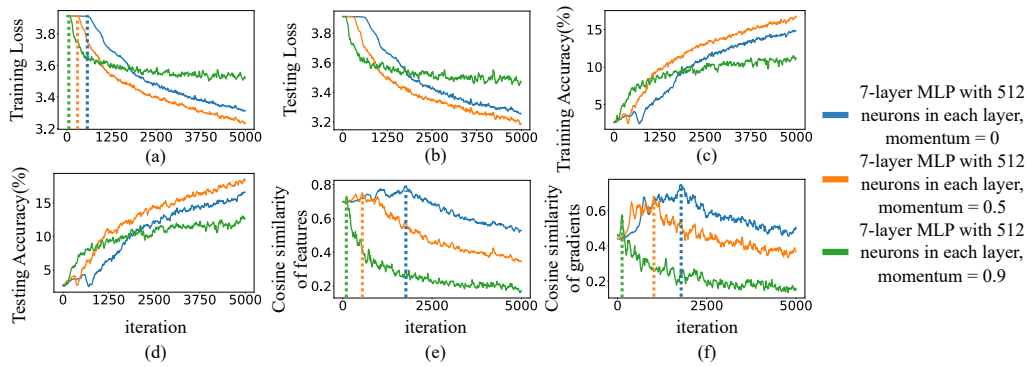 Training Loss
3.8
3.6
3.4
3.2
0 1250 2500 3750 5000
(a)
Testing Loss
3.8
3.6
3.4
3.2
0 1250 2500 3750 5000
(b)
Training Accuracy(%)
15
10
5
0 1250 2500 3750 5000
(c)
7-layer MLP with 512
neurons in each layer,
momentum = 0
7-layer MLP with 512
neurons in each layer,
momentum = 0.5
7-layer MLP with 512
neurons in each layer,
momentum = 0.9
Testing Accuracy(%)
15
10
5
0 1250 2500 3750 5000
iteration
(d)
Cosine similarity
of features
0.8
0.6
0.4
0.2
0 2500 5000
iteration
(e)
Cosine similarity
of gradients
0.6
0.4
0.2
0 2500 5000
iteration
(f)